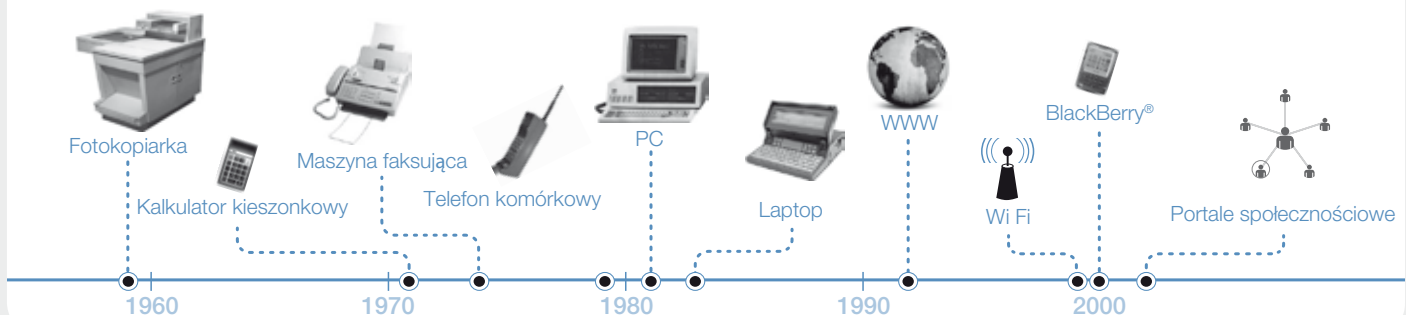 Fotokopiarka
Kalkulator kieszonkowy
Maszyna faksująca
Telefon komórkowy
PC
Laptop
WWW
Wi Fi
BlackBerry®
Portale społecznościowe
1960
1970
1980
1990
2000